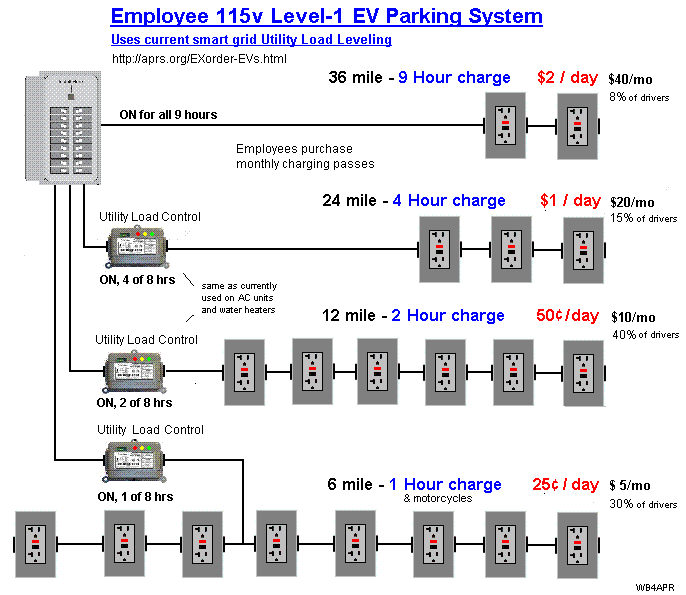 Employee 115v Level-1 EV Parking System
Uses current smart grid Utility Load Leveling
http://aprs.org/EXorder-EVs.html
36 mile - 9 Hour charge $2 / day $40/mo
8% of drivers
ON for all 9 hours
Employees purchase
monthly charging passes
24 mile - 4 Hour charge $1 / day $20/mo
15% of drivers
Utility Load Control
ON, 4 of 8 hrs
same as currently
used on AC units
and water heaters
12 mile - 2 Hour charge 50¢/day $10/mo
40% of drivers
Utility Load Control
ON, 2 of 8 hrs
Utility Load Control
ON, 1 of 8 hrs
6 mile - 1 Hour charge 25¢ / day $ 5/mo
& motorcycles
30% of drivers
WB4APR